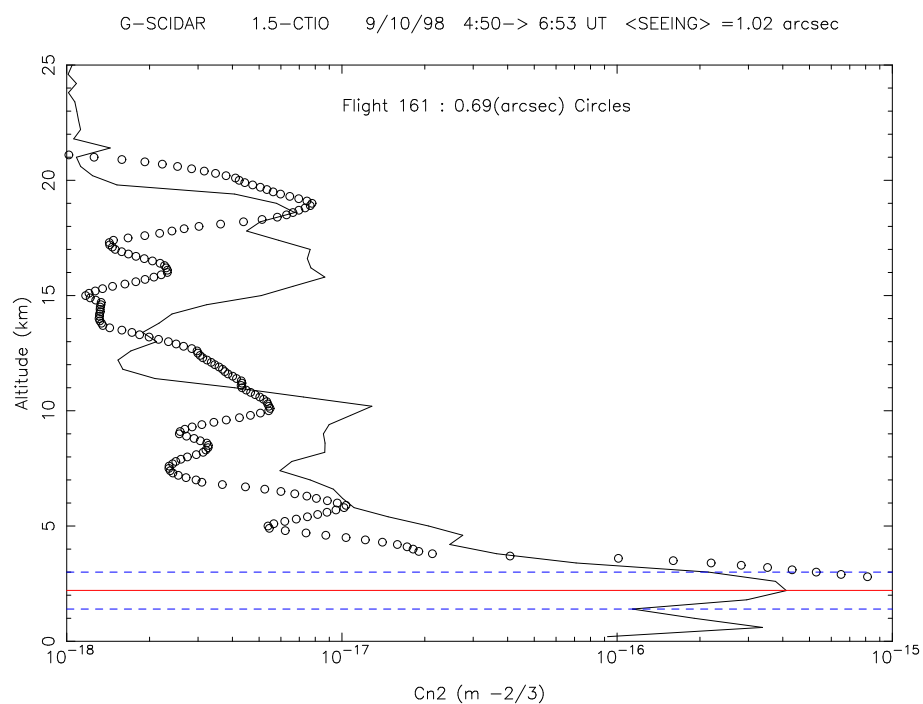 G-SCIDAR 1.5-CTIO 9/10/98 4:50-> 6:53 UT <SEEING> =1.02 arcsec
Flight 161 : 0.69(arcsec) Circles
25
20
15
10
5
0
Altitude (km)
10-18 10-17 10-16 10-15
Cn2 (m -2/3)